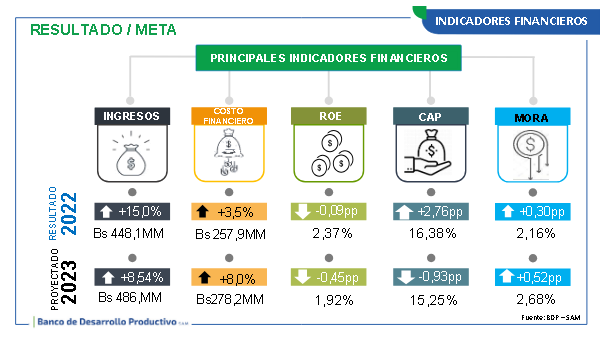 INDICADORES FINANCIEROS
RESULTADO / META
PRINCIPALES INDICADORES FINANCIEROS
INGRESOS
COSTO
FINANCIERO
ROE
CAP
MORA
RESULTADO
2022
+15,0%
+3,5%
-0,09pp
+2,76pp
+0,30pp
Bs 448,1MM
Bs 257,9MM
2,37%
16,38%
2,16%
PROYECTADO
2023
+8,54%
+8,0%
-0,45pp
-0,93pp
+0,52pp
Bs 486,MM
Bs278,2MM
1,92%
15,25%
2,68%
Banco de Desarrollo Productivo S.A.M.
Fuente: BDP – SAM